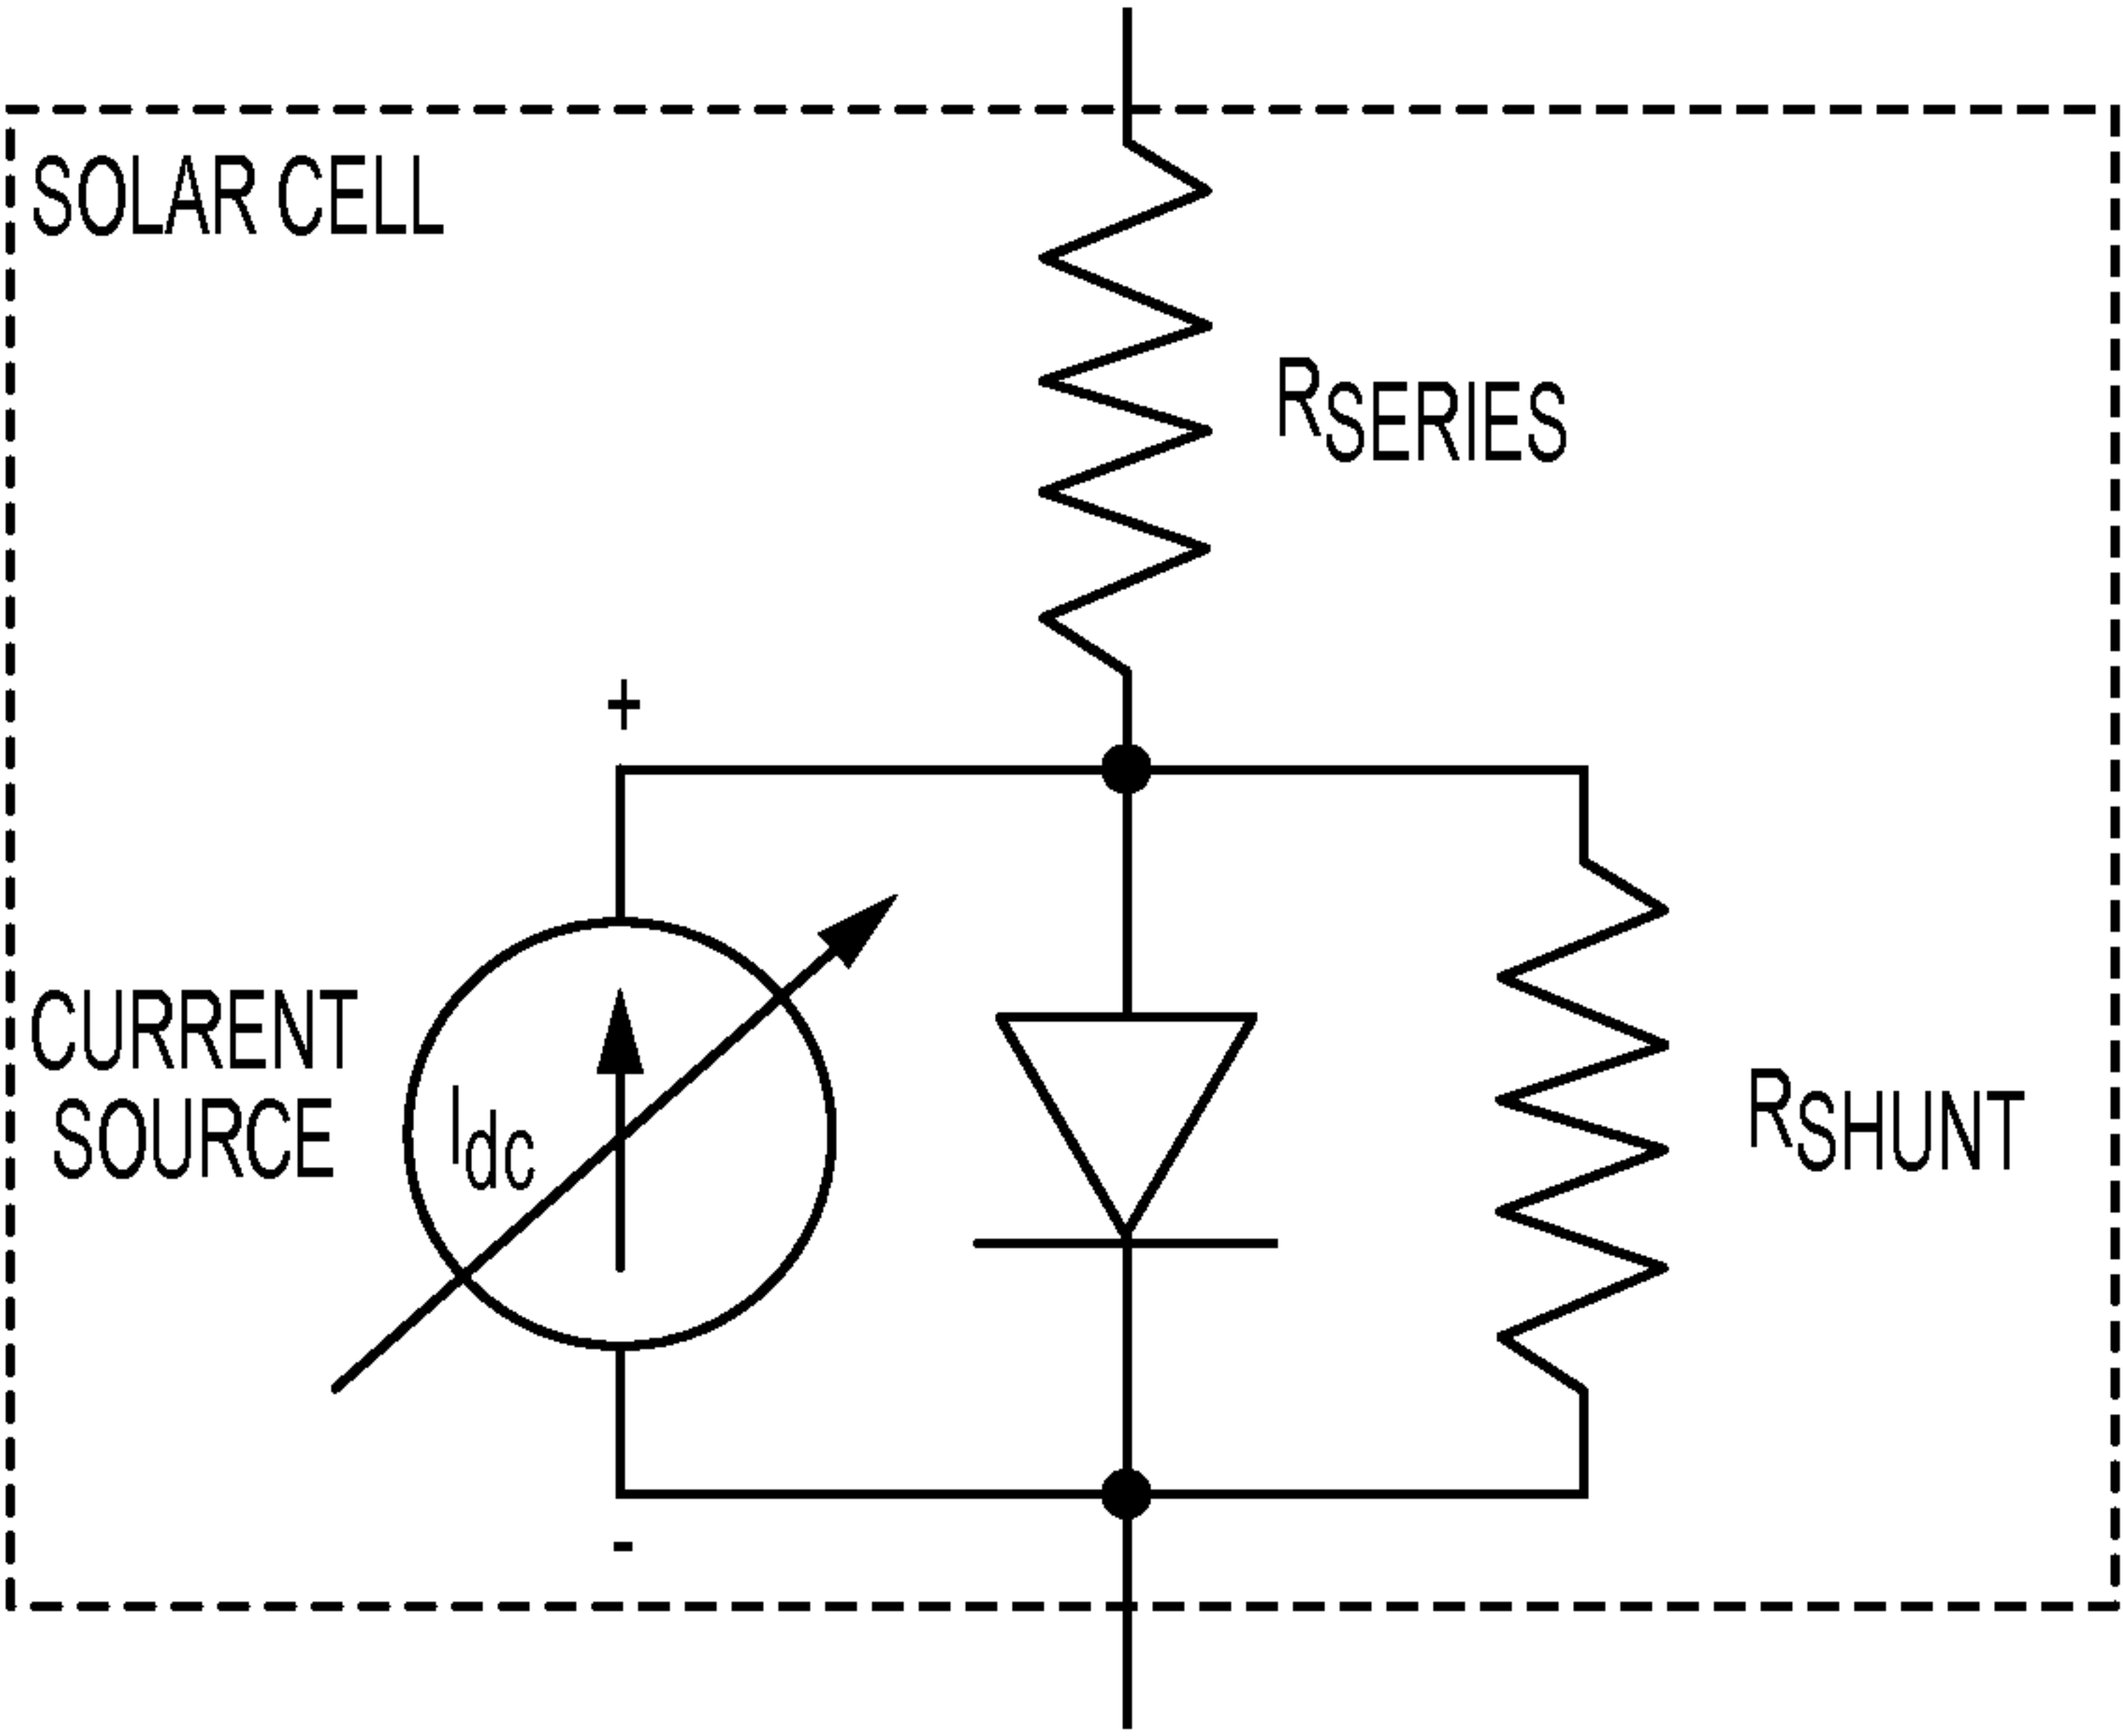 SOLAR CELL
RSERIES
+
CURRENT
SOURCE
Idc
RSHUNT
-